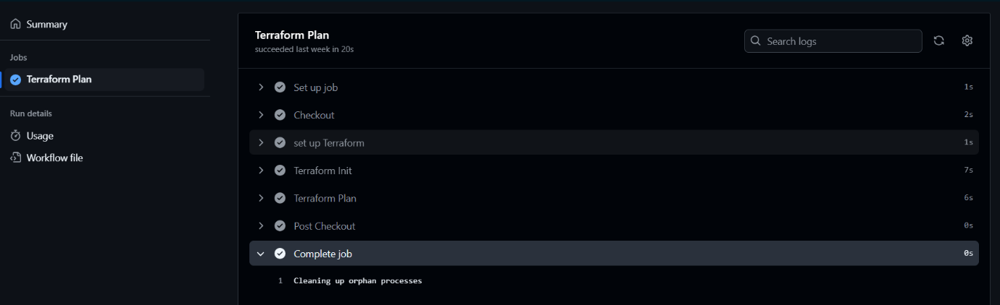 Summary
Jobs
Terraform Plan
Run details
Usage
Workflow file
Terraform Plan
succeeded last week in 20s
Search logs
Set up job 1s
Checkout 2s
set up Terraform 1s
Terraform Init 7s
Terraform Plan 6s
Post Checkout 0s
Complete job 0s
1 Cleaning up orphan processes